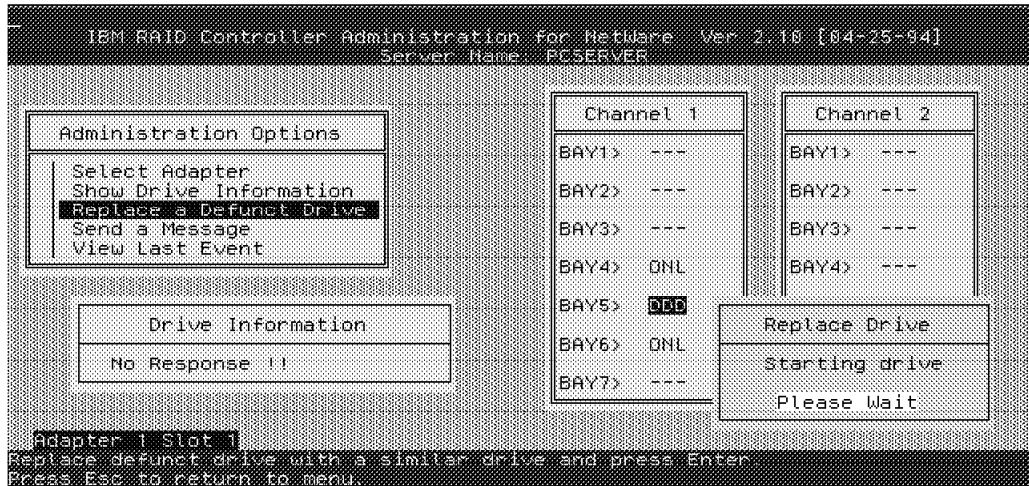 IBM RAID Controller Administration for NetWare Ver 2.10 [04-25-94]
Server Name: PCSERVER
Administration Options
Select Adapter
Show Drive Information
Replace a Defunct Drive
Send a Message
View Last Event
Drive Information
No Response !!
Channel 1
BAY1> ---
BAY2> ---
BAY3> ---
BAY4> ONL
BAY5> DDD
BAY6> ONL
BAY7> ---
Channel 2
BAY1> ---
BAY2> ---
BAY3> ---
BAY4> ---
Replace Drive
Starting drive
Please Wait
Adapter 1 Slot 1
Replace defunct drive with a similar drive and press Enter
Press Esc to return to menu.